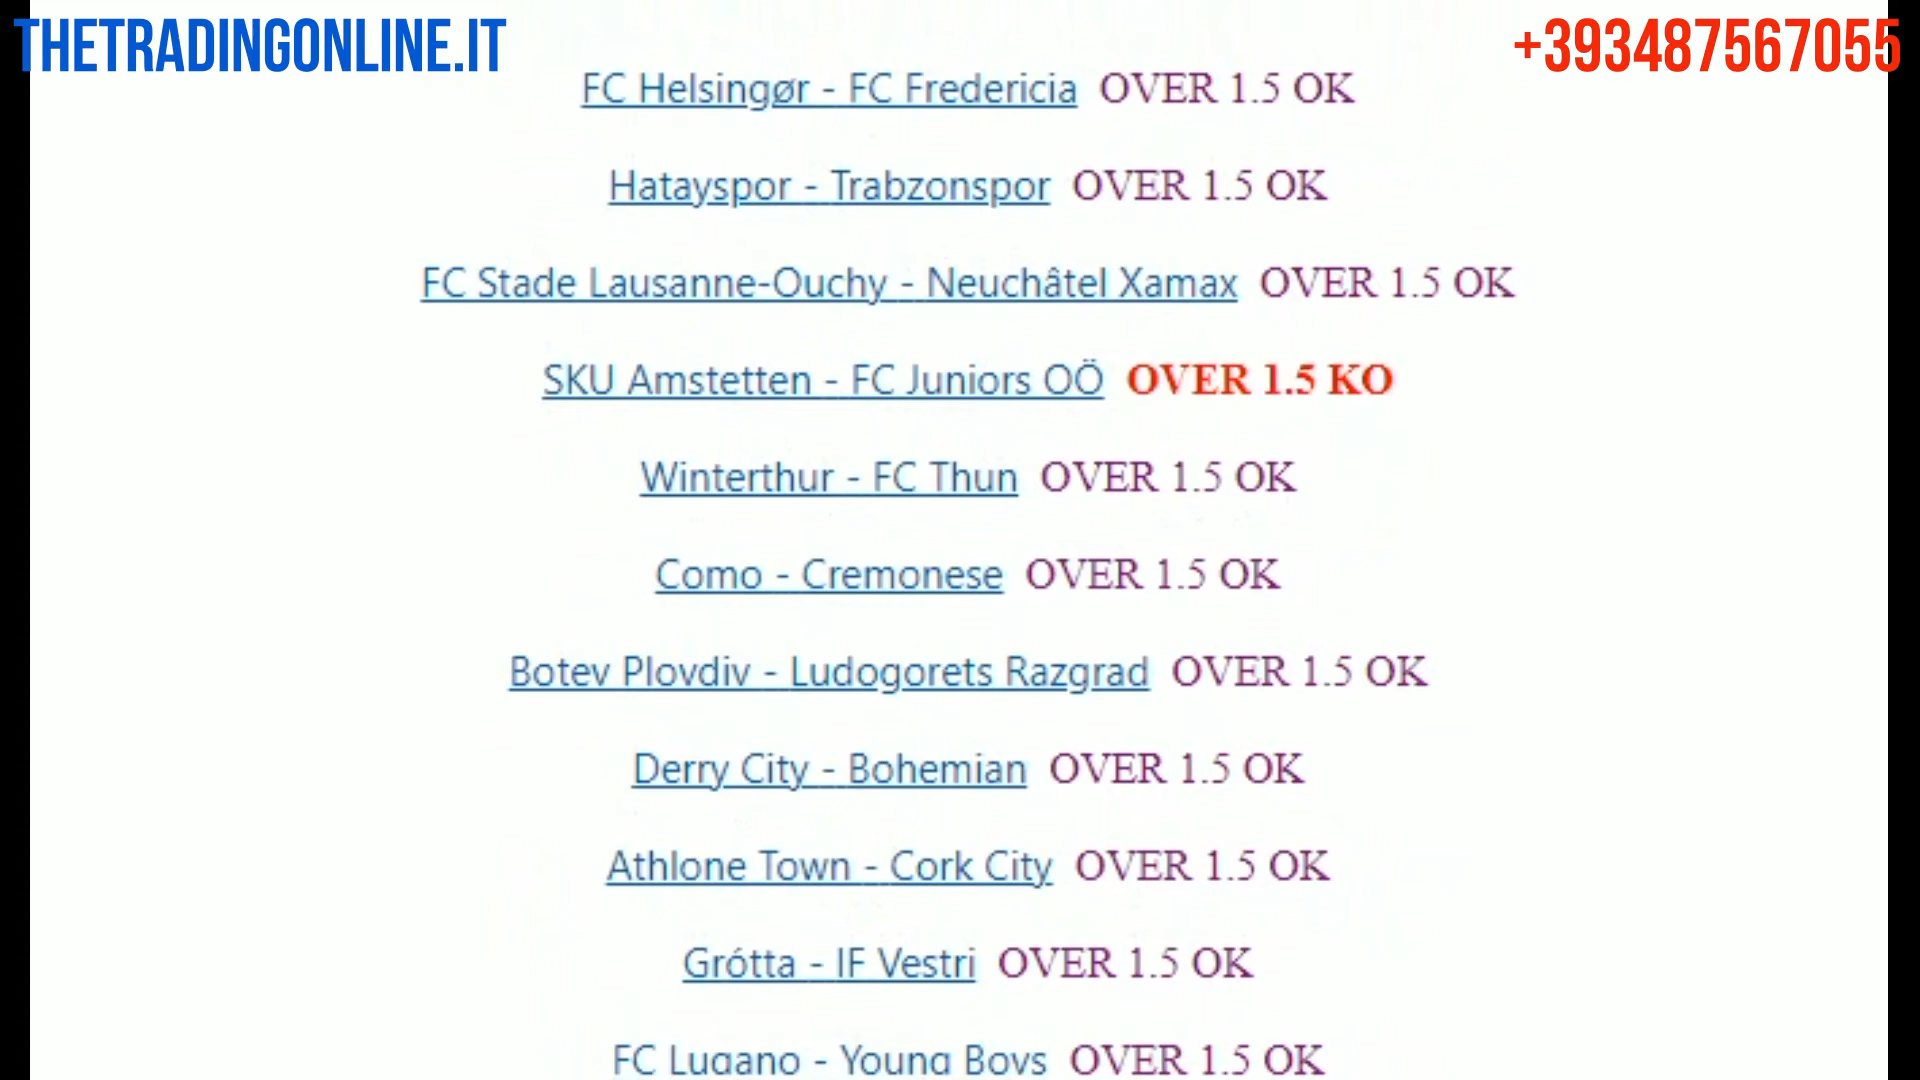 THETRADINGONLINE.IT
+393487567055
FC Helsingør - FC Fredericia OVER 1.5 OK
Hatayspor - Trabzonspor OVER 1.5 OK
FC Stade Lausanne-Ouchy - Neuchâtel Xamax OVER 1.5 OK
SKU Amstetten - FC Juniors OÖ OVER 1.5 KO
Winterthur - FC Thun OVER 1.5 OK
Como - Cremonese OVER 1.5 OK
Botev Plovdiv - Ludogorets Razgrad OVER 1.5 OK
Derry City - Bohemian OVER 1.5 OK
Athlone Town - Cork City OVER 1.5 OK
Grótta - IF Vestri OVER 1.5 OK
FC Lugano - Young Boys OVER 1.5 OK